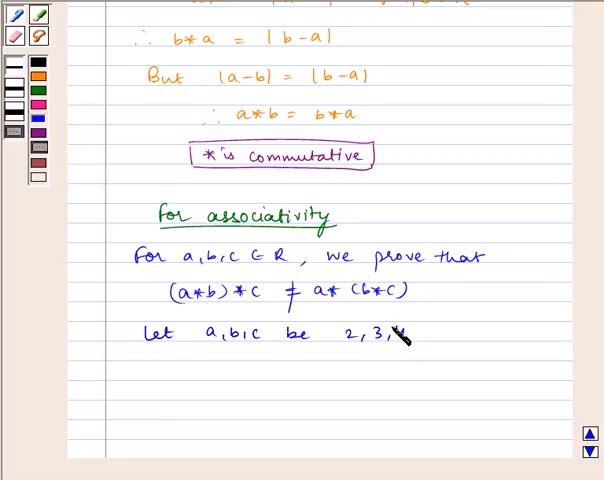 ∴ b*a = |b-a|
But |a-b| = |b-a|
∴ a*b = b*a
* is commutative
For associativity
For a,b,c ∈ R, we prove that
(a*b)*c ≠ a*(b*c)
Let a,b,c be 2,3,